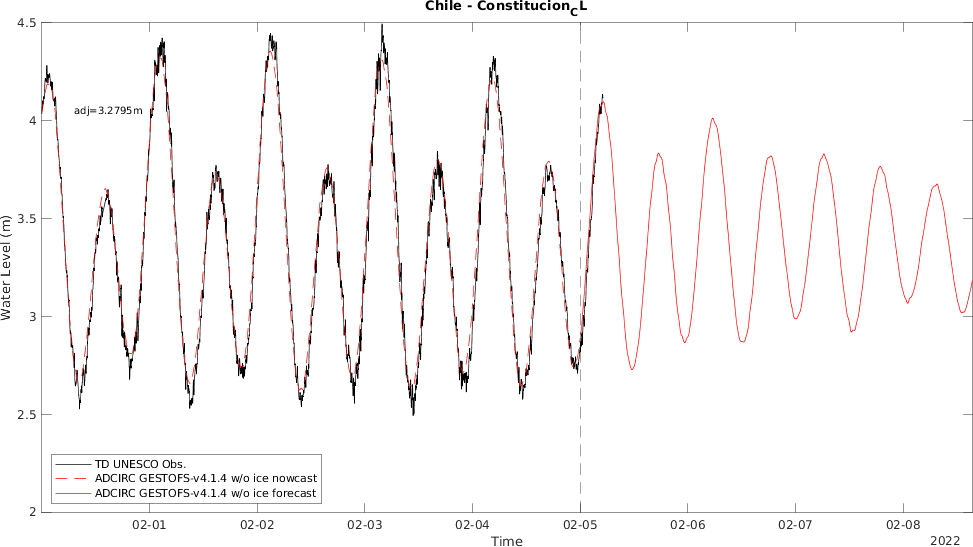 Chile - Constitucion_CL
4.5
4
3.5
3
2.5
2
Water Level (m)
adj=3.2795m
TD UNESCO Obs.
ADCIRC GESTOFS-v4.1.4 w/o ice nowcast
ADCIRC GESTOFS-v4.1.4 w/o ice forecast
02-01 02-02 02-03 02-04 02-05 02-06 02-07 02-08
Time
2022